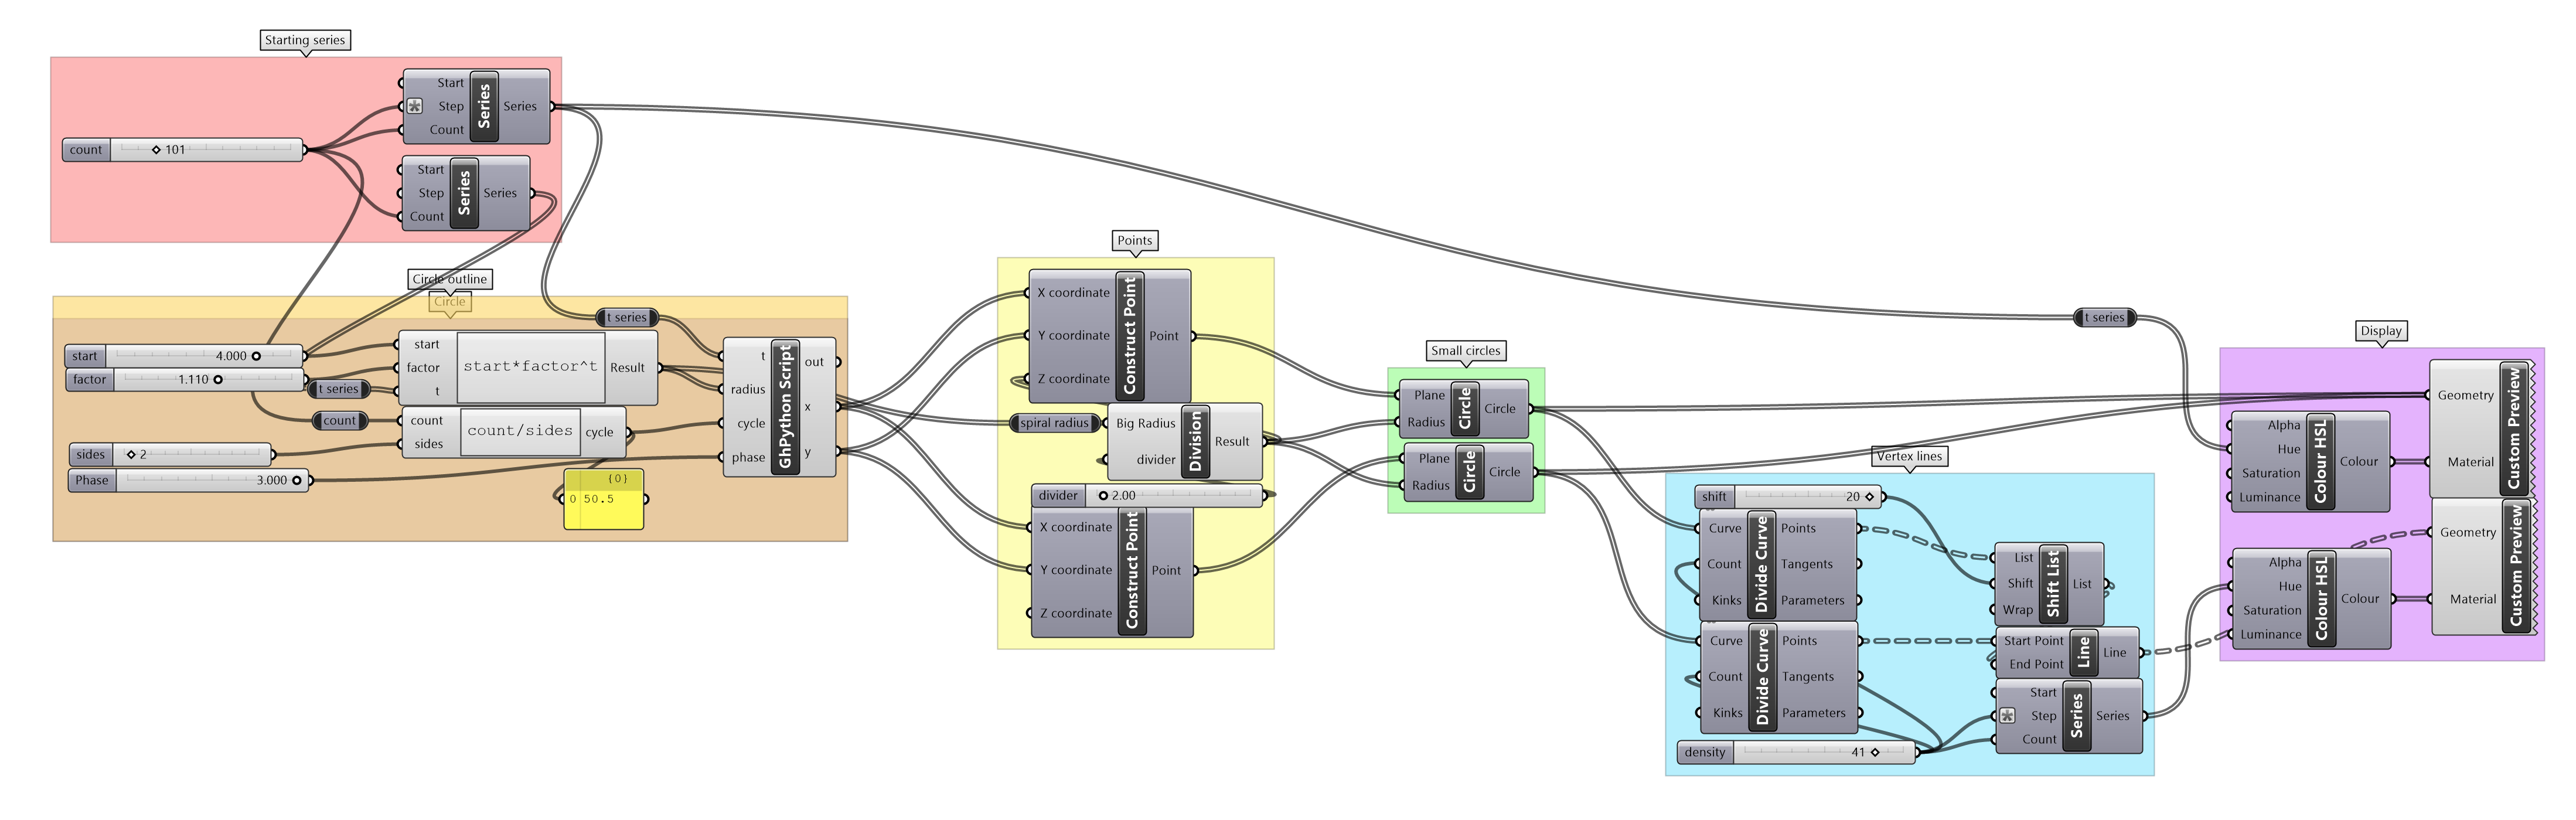 Starting series
Start
Step
Count
Series
Series
count
101
Start
Step
Count
Series
Series
Circle outline
Circle
start
4.000
factor
1.110
t series
start
factor
t
start*factor^t
Result
count
count
sides
count/sides
cycle
sides
2
Phase
3.000
{0}
0 50.5
t series
t
radius
cycle
phase
GhPython Script
out
x
y
Points
X coordinate
Y coordinate
Z coordinate
Construct Point
Point
spiral radius
Big Radius
divider
Division
Result
divider
2.00
X coordinate
Y coordinate
Z coordinate
Construct Point
Point
Small circles
Plane
Radius
Circle
Circle
Plane
Radius
Circle
Circle
Vertex lines
shift
20
Curve
Count
Kinks
Divide Curve
Points
Tangents
Parameters
Curve
Count
Kinks
Divide Curve
Points
Tangents
Parameters
density
41
List
Shift
Wrap
Shift List
List
Start Point
End Point
Line
Line
Start
Step
Count
Series
Series
t series
Display
Alpha
Hue
Saturation
Luminance
Colour HSL
Colour
Geometry
Material
Custom Preview
Alpha
Hue
Saturation
Luminance
Colour HSL
Colour
Geometry
Material
Custom Preview